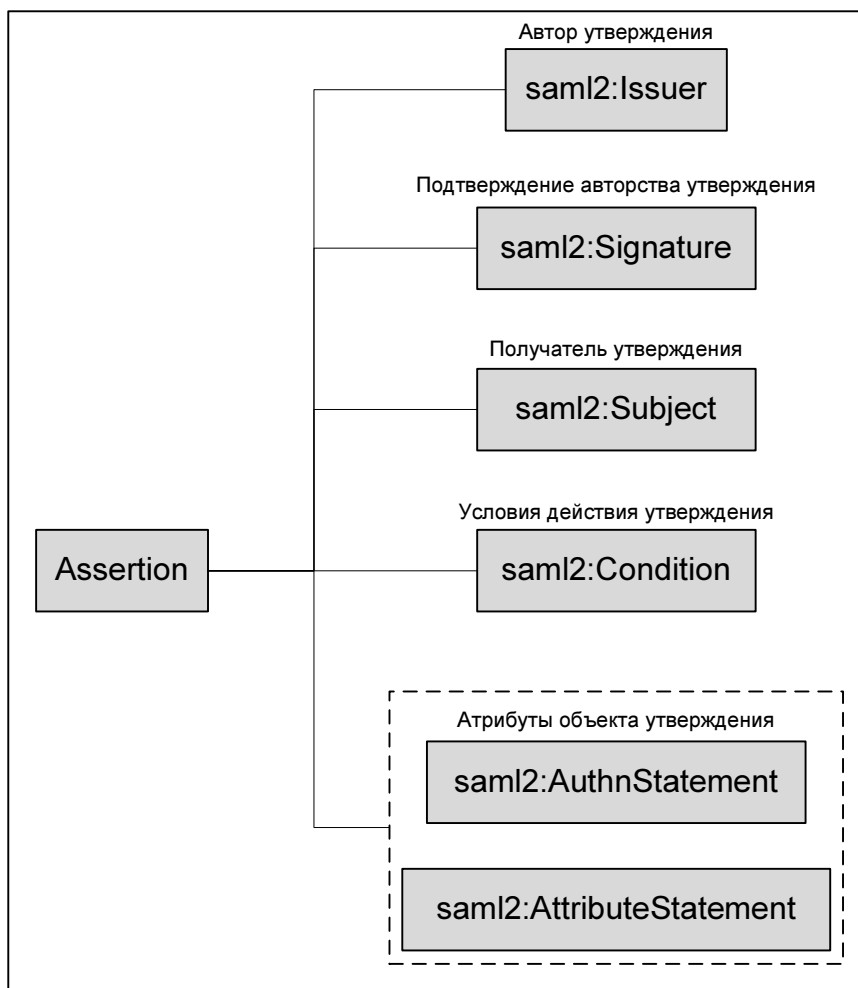 Автор утверждения
saml2:Issuer
Подтверждение авторства утверждения
saml2:Signature
Получатель утверждения
saml2:Subject
Условия действия утверждения
Assertion
saml2:Condition
Атрибуты объекта утверждения
saml2:AuthnStatement
saml2:AttributeStatement